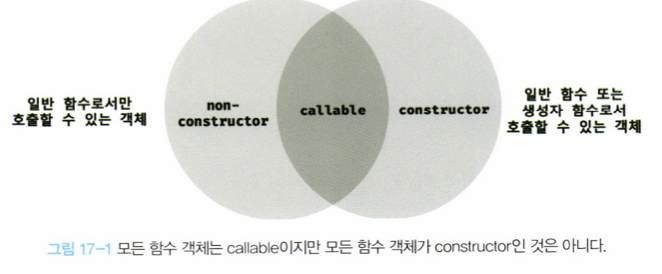 일반 함수로서만
호출할 수 있는 객체
non-
constructor
callable
constructor
일반 함수 또는
생성자 함수로서
호출할 수 있는 객체
그림 17-1 모든 함수 객체는 callable이지만 모든 함수 객체가 constructor인 것은 아니다.